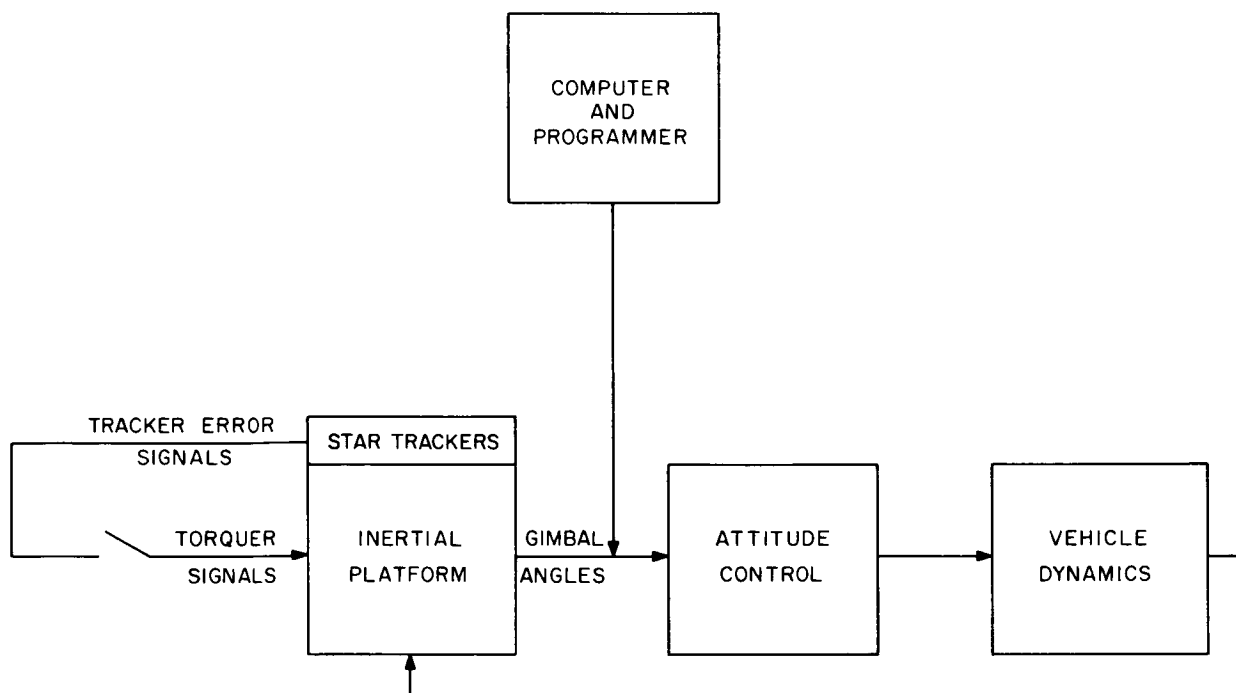 COMPUTER
AND
PROGRAMMER
TRACKER ERROR
SIGNALS
STAR TRACKERS
TORQUER
SIGNALS
INERTIAL
PLATFORM
GIMBAL
ANGLES
ATTITUDE
CONTROL
VEHICLE
DYNAMICS